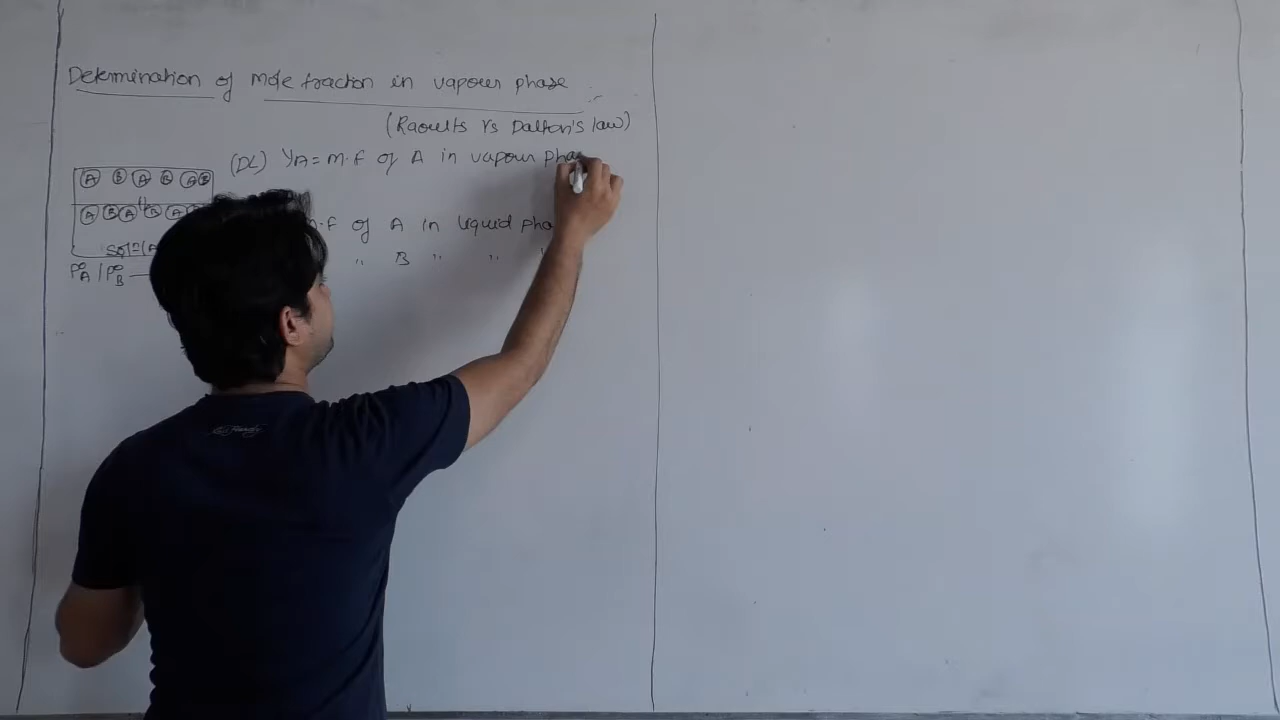 Determination of Mole fraction in vapour phase :-
(Raoult's Vs Dalton's law)
(DL) YA = M.F of A in vapour pha
A B A B A B
A B A B A
M.F of A in liquid pha
" B " "
P°A / P°B —